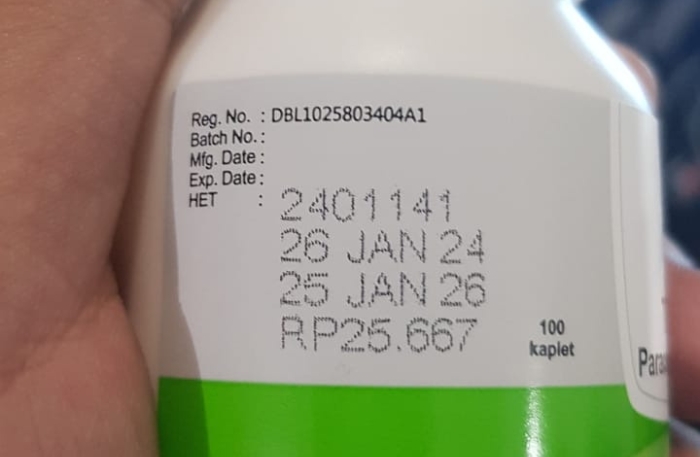 Reg. No. : DBL1025803404A1
Batch No. :
Mfg. Date :
Exp. Date :
HET :
2401141
26 JAN 24
25 JAN 26
RP25.667
100
kaplet